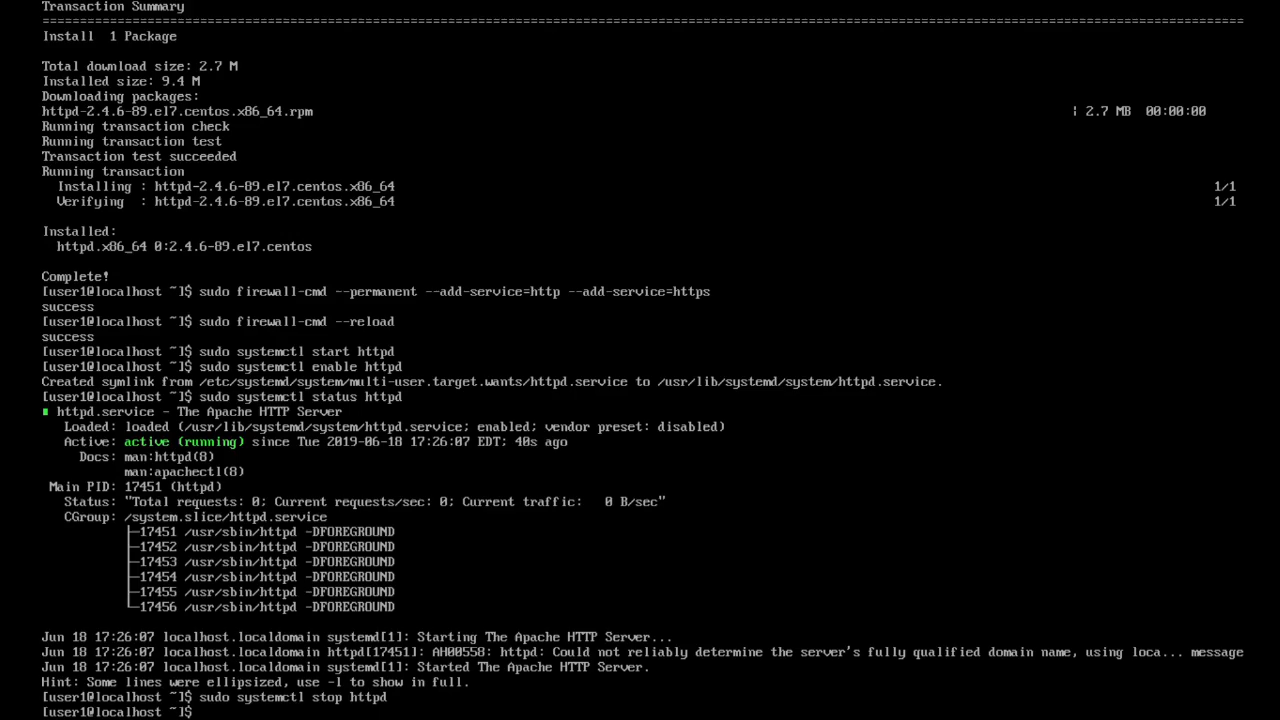 Transaction Summary
================================================================================================================================================================
Install  1 Package

Total download size: 2.7 M
Installed size: 9.4 M
Downloading packages:
httpd-2.4.6-89.el7.centos.x86_64.rpm | 2.7 MB  00:00:00
Running transaction check
Running transaction test
Transaction test succeeded
Running transaction
  Installing : httpd-2.4.6-89.el7.centos.x86_64 1/1
  Verifying  : httpd-2.4.6-89.el7.centos.x86_64 1/1

Installed:
  httpd.x86_64 0:2.4.6-89.el7.centos

Complete!
[user1@localhost ~]$ sudo firewall-cmd --permanent --add-service=http --add-service=https
success
[user1@localhost ~]$ sudo firewall-cmd --reload
success
[user1@localhost ~]$ sudo systemctl start httpd
[user1@localhost ~]$ sudo systemctl enable httpd
Created symlink from /etc/systemd/system/multi-user.target.wants/httpd.service to /usr/lib/systemd/system/httpd.service.
[user1@localhost ~]$ sudo systemctl status httpd
■ httpd.service - The Apache HTTP Server
   Loaded: loaded (/usr/lib/systemd/system/httpd.service; enabled; vendor preset: disabled)
   Active: active (running) since Tue 2019-06-18 17:26:07 EDT; 40s ago
     Docs: man:httpd(8)
           man:apachectl(8)
 Main PID: 17451 (httpd)
   Status: "Total requests: 0; Current requests/sec: 0; Current traffic:   0 B/sec"
   CGroup: /system.slice/httpd.service
           ├─17451 /usr/sbin/httpd -DFOREGROUND
           ├─17452 /usr/sbin/httpd -DFOREGROUND
           ├─17453 /usr/sbin/httpd -DFOREGROUND
           ├─17454 /usr/sbin/httpd -DFOREGROUND
           ├─17455 /usr/sbin/httpd -DFOREGROUND
           └─17456 /usr/sbin/httpd -DFOREGROUND

Jun 18 17:26:07 localhost.localdomain systemd[1]: Starting The Apache HTTP Server...
Jun 18 17:26:07 localhost.localdomain httpd[17451]: AH00558: httpd: Could not reliably determine the server's fully qualified domain name, using loca... message
Jun 18 17:26:07 localhost.localdomain systemd[1]: Started The Apache HTTP Server.
Hint: Some lines were ellipsized, use -l to show in full.
[user1@localhost ~]$ sudo systemctl stop httpd
[user1@localhost ~]$